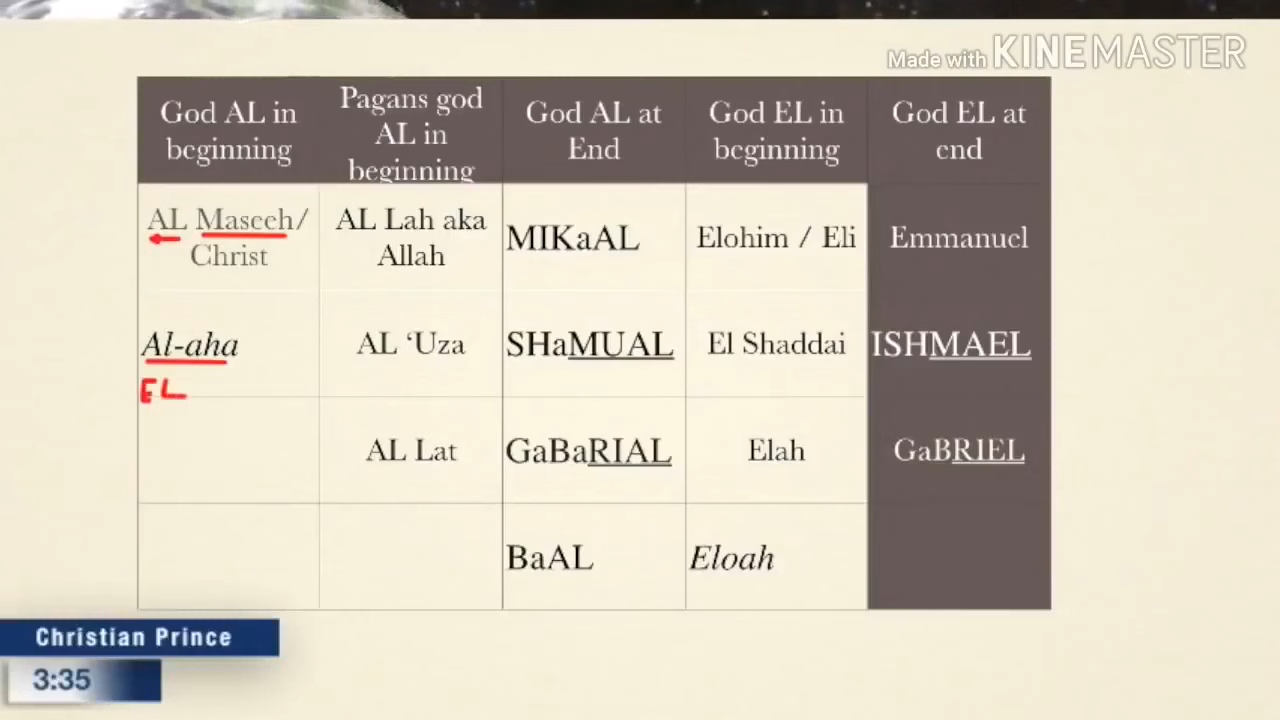 Made with KINEMASTER
God AL in
beginning
Pagans god
AL in
beginning
God AL at
End
God EL in
beginning
God EL at
end
AL Maseeh/
Christ
AL Lah aka
Allah
MIKaAL
Elohim / Eli
Emmanuel
Al-aha
AL ‘Uza
SHaMUAL
El Shaddai
ISHMAEL
EL
AL Lat
GaBaRIAL
Elah
GaBRIEL
BaAL
Eloah
Christian Prince
3:35